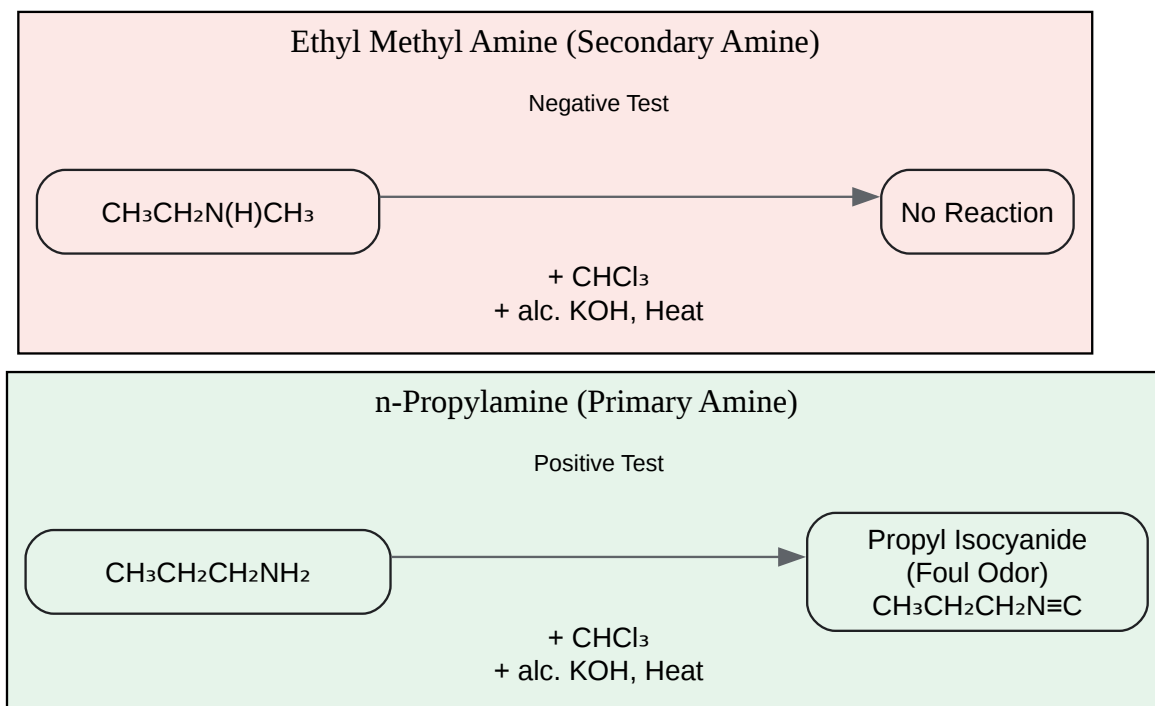 Ethyl Methyl Amine (Secondary Amine)
Negative Test
CH₃CH₂N(H)CH₃
No Reaction
+ CHCl₃
+ alc. KOH, Heat
n-Propylamine (Primary Amine)
Positive Test
CH₃CH₂CH₂NH₂
Propyl Isocyanide
(Foul Odor)
CH₃CH₂CH₂N≡C
+ CHCl₃
+ alc. KOH, Heat